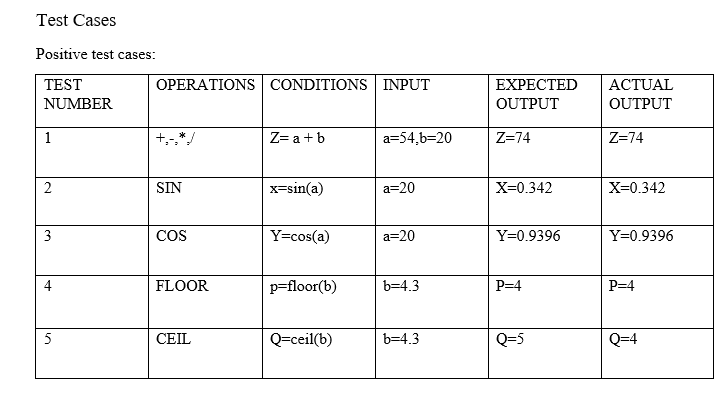 Test Cases
Positive test cases:
TEST NUMBER OPERATIONS CONDITIONS INPUT EXPECTED OUTPUT ACTUAL OUTPUT
1 +,-,*,/ Z= a + b a=54,b=20 Z=74 Z=74
2 SIN x=sin(a) a=20 X=0.342 X=0.342
3 COS Y=cos(a) a=20 Y=0.9396 Y=0.9396
4 FLOOR p=floor(b) b=4.3 P=4 P=4
5 CEIL Q=ceil(b) b=4.3 Q=5 Q=4